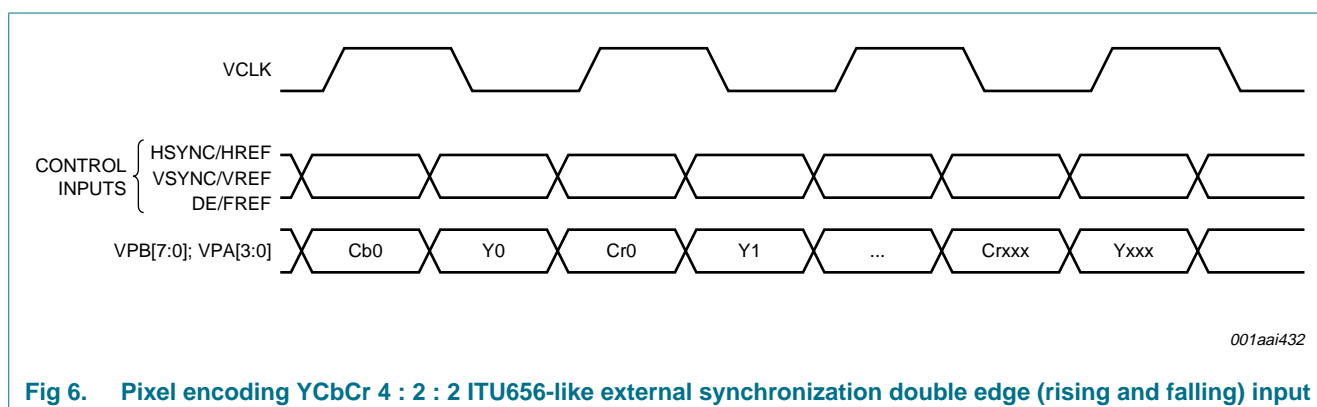 VCLK
CONTROL INPUTS
HSYNC/HREF
VSYNC/VREF
DE/FREF
VPB[7:0]; VPA[3:0]
Cb0 Y0 Cr0 Y1 ... Crxxx Yxxx
001aai432
Fig 6. Pixel encoding YCbCr 4 : 2 : 2 ITU656-like external synchronization double edge (rising and falling) input